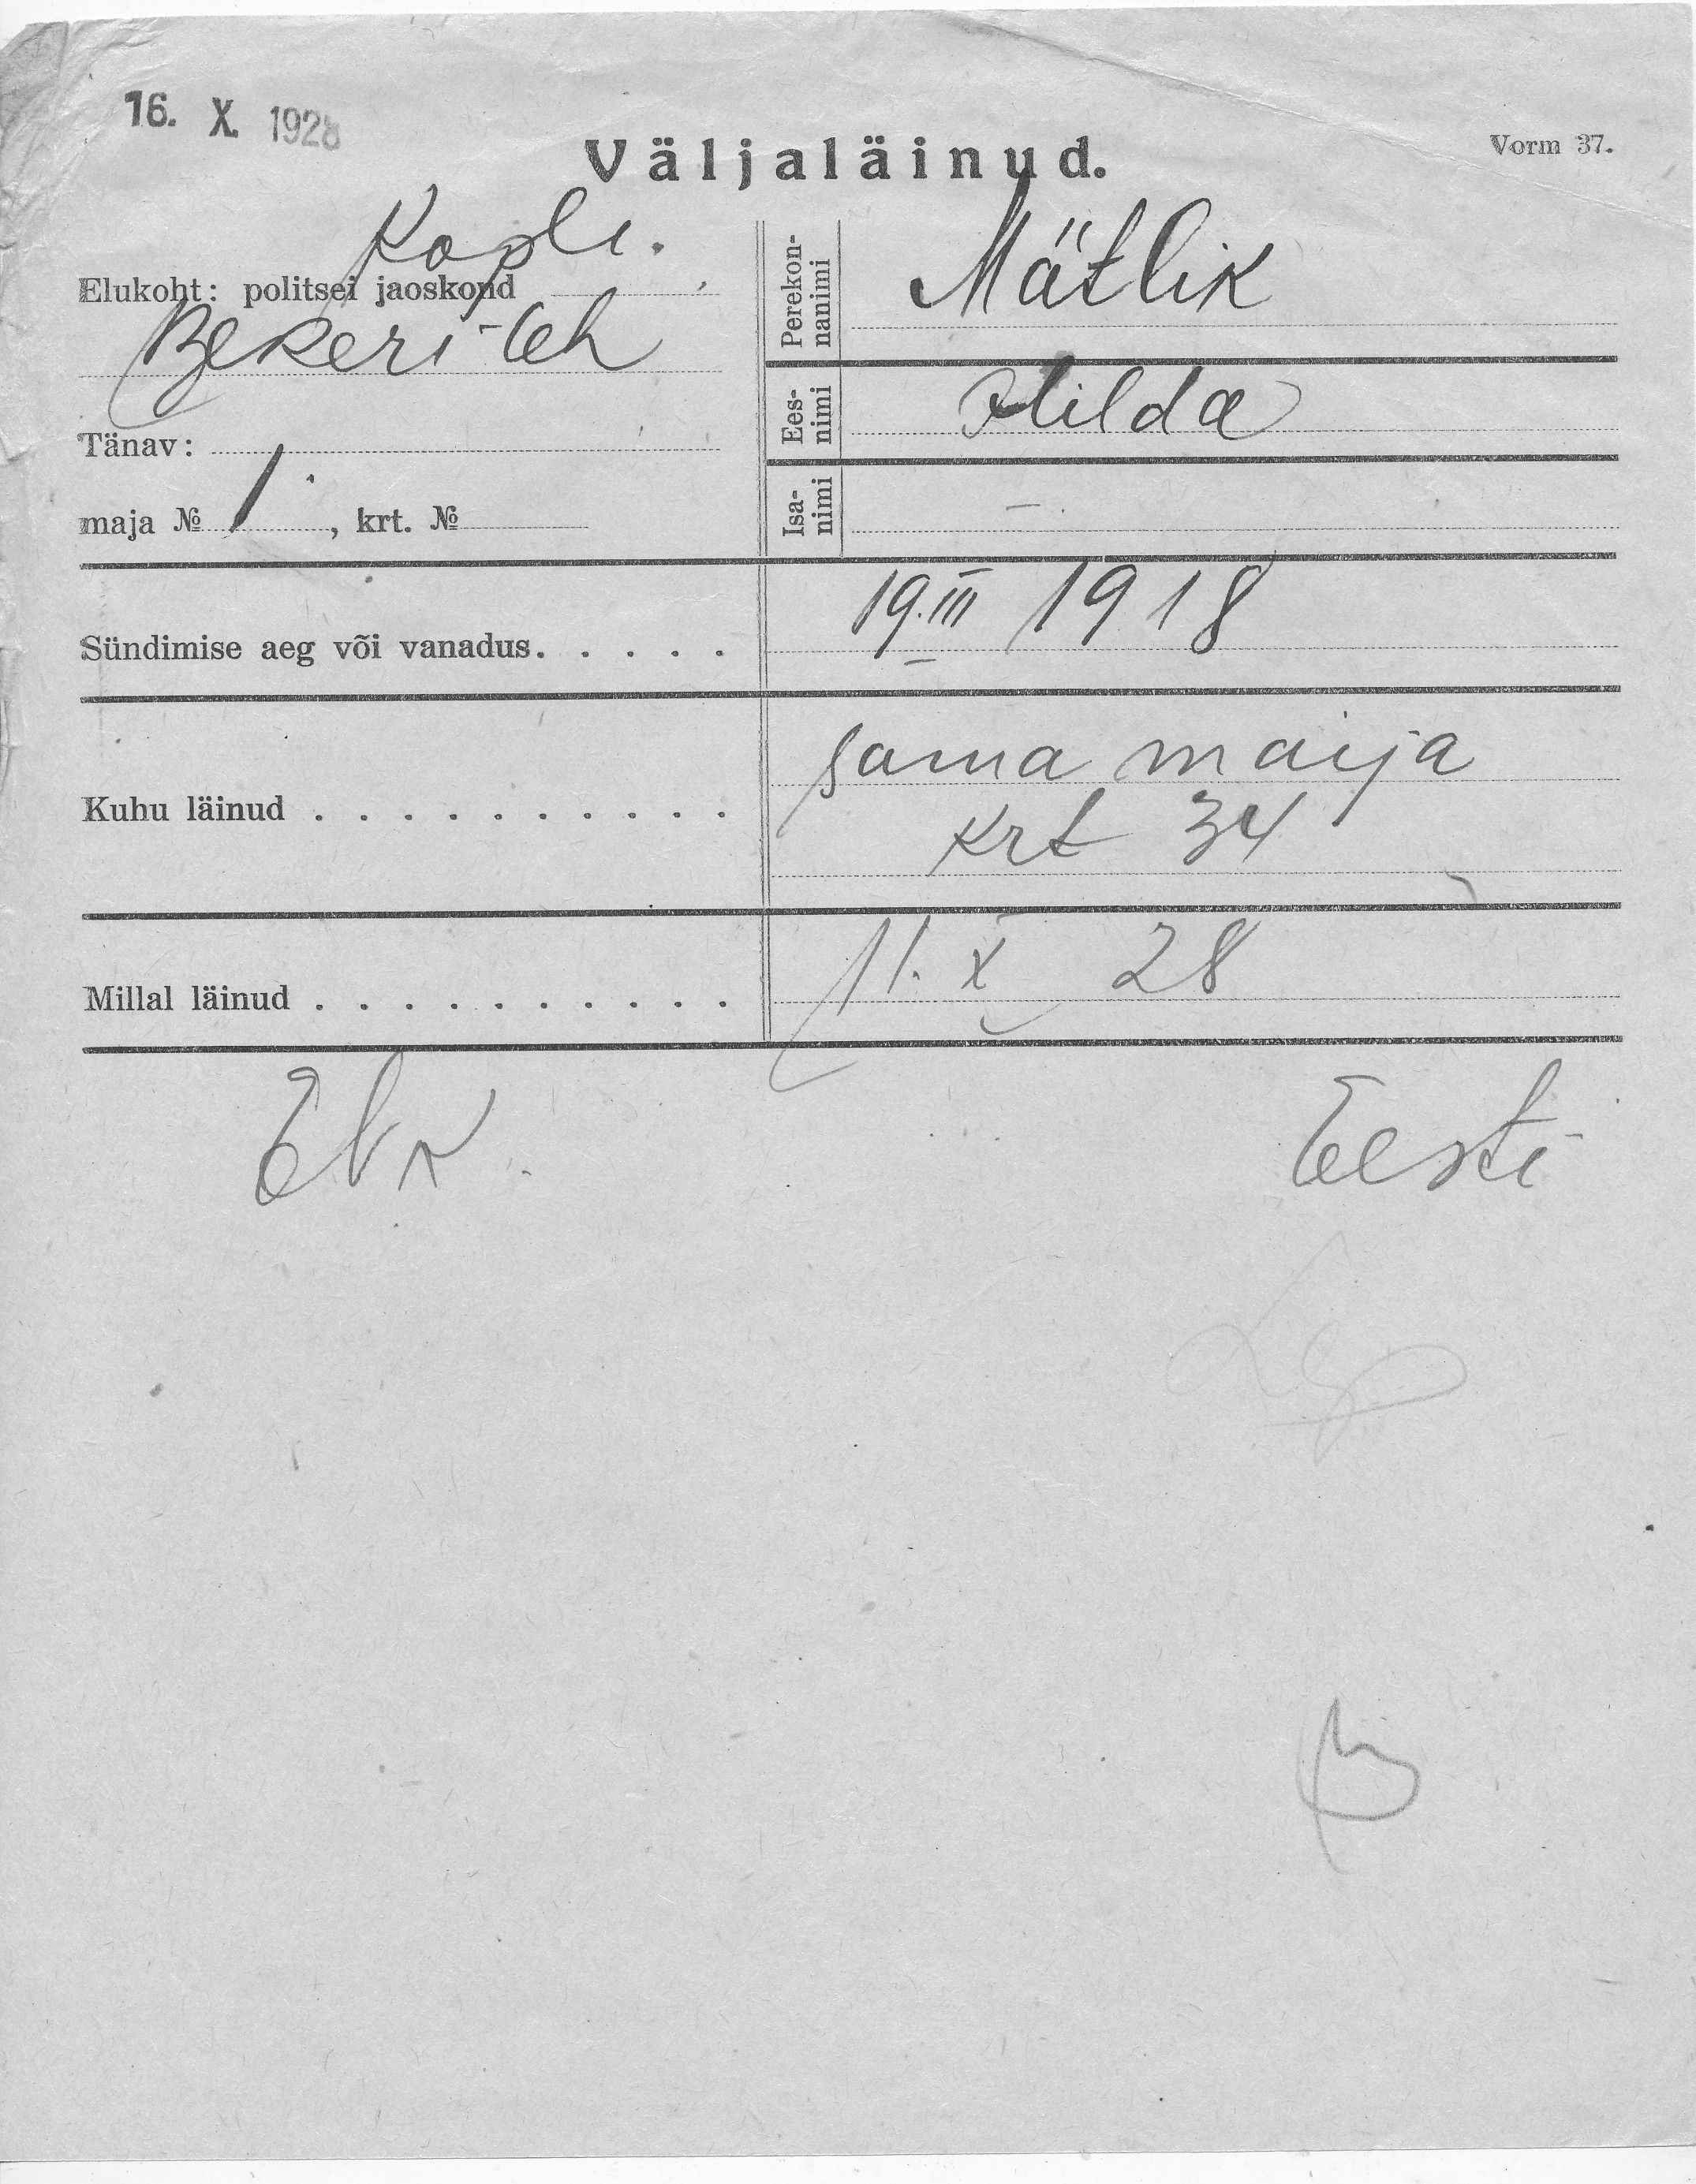 16. X. 1928
Väljaläinud.
Vorm 37.
Kopli.
Elukoht: politsei jaoskond
Bekeri teh
Tänav:
maja № 1., krt. №
Perekonnanimi
Mätlik
Eesnimi
Hilda
Isanimi
–
Sündimise aeg või vanadus. . . . .
19.III 1918
Kuhu läinud . . . . . . . . . .
sama maija
krt 34
Millal läinud . . . . . . . . . .
11. X 28
Eesti